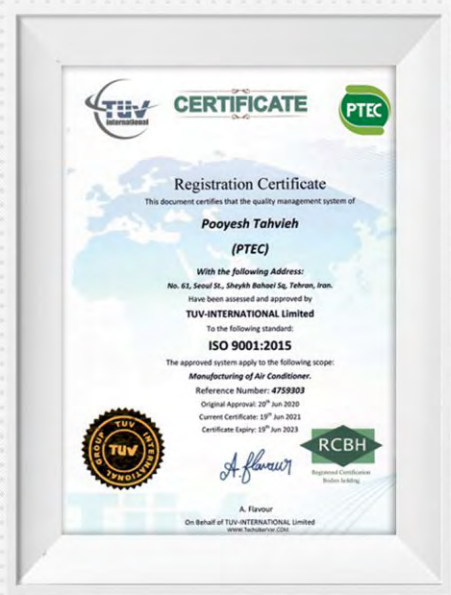 TÜV
international
CERTIFICATE
PTEC
Registration Certificate
This document certifies that the quality management system of
Pooyesh Tahvieh
(PTEC)
With the following Address:
No. 61, Seoul St., Sheykh Bahaei Sq, Tehran, Iran.
Have been assessed and approved by
TUV-INTERNATIONAL Limited
To the following standard:
ISO 9001:2015
The approved system apply to the following scope:
Manufacturing of Air Conditioner.
Reference Number: 4759303
Original Approval: 20th Jun 2020
Current Certificate: 19th Jun 2021
Certificate Expiry: 19th Jun 2023
TUV INTERNATIONAL GROUP
TUV
RCBH
Registered Certification
Bodies holding
A. Flavour
A. Flavour
On Behalf of TUV-INTERNATIONAL Limited